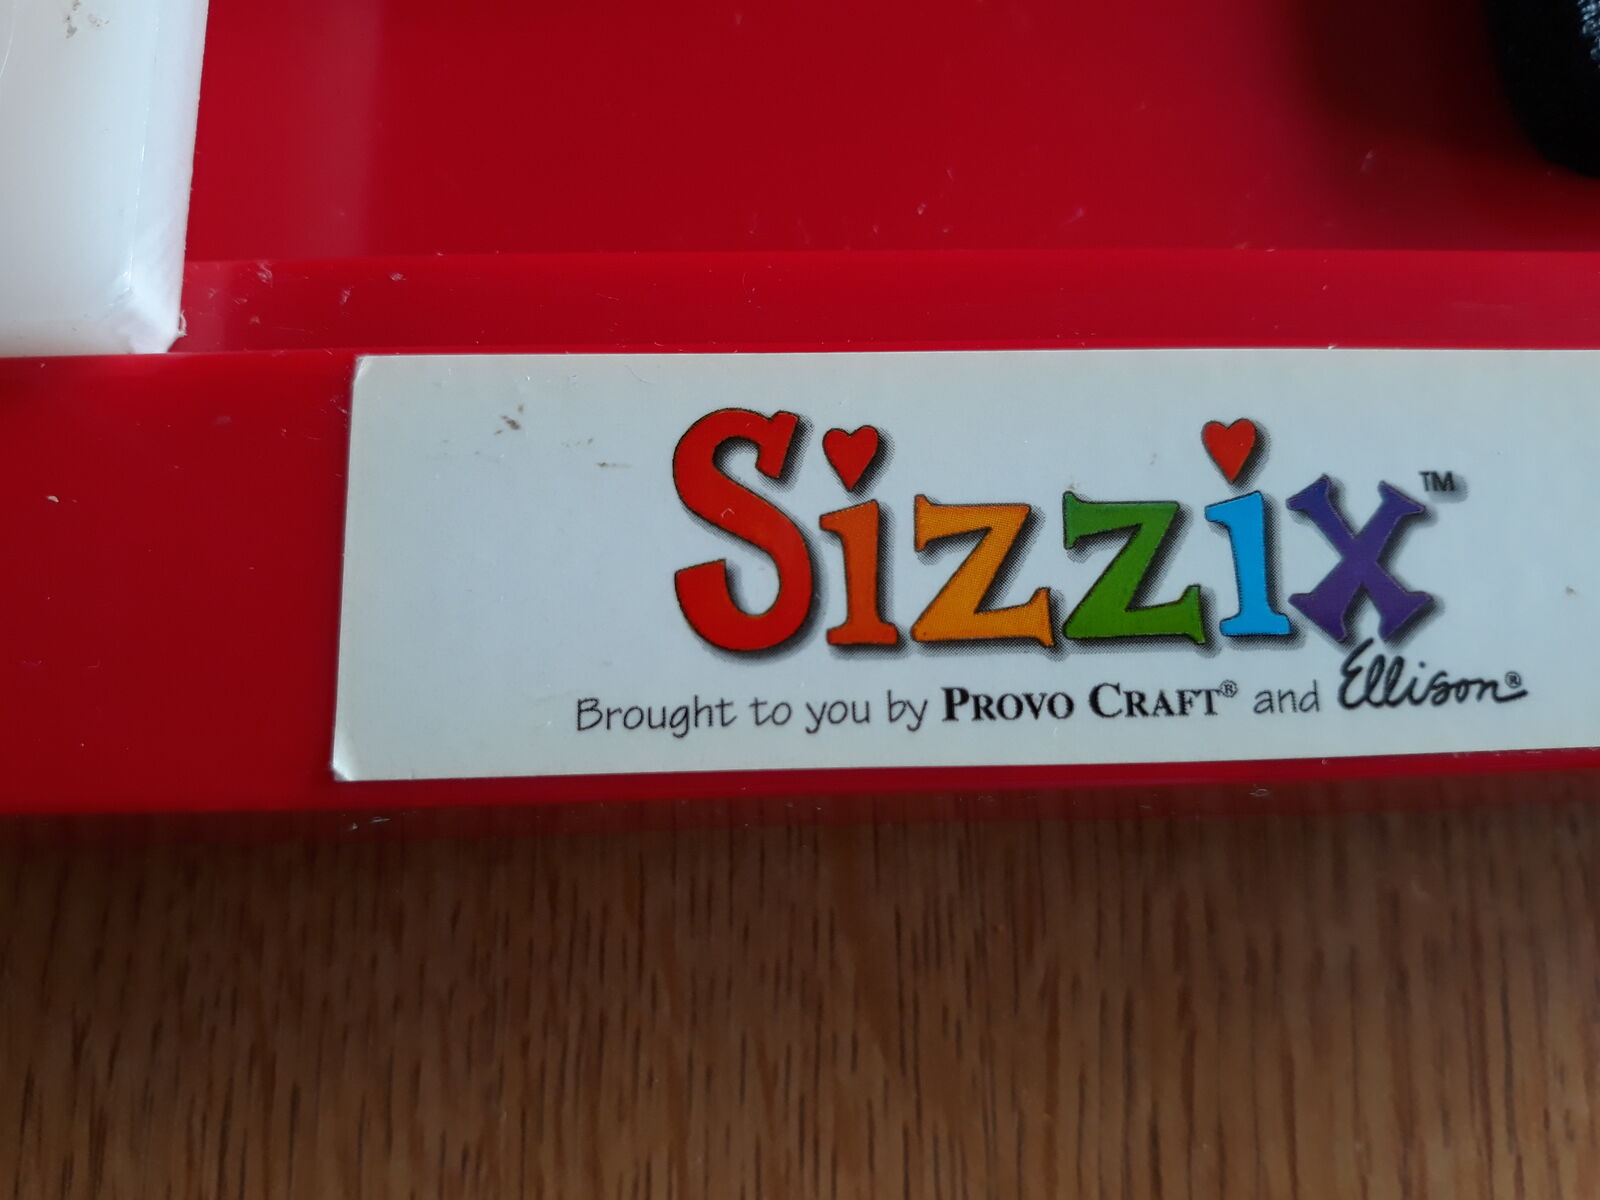 Sizzix™
Brought to you by PROVO CRAFT® and Ellison®